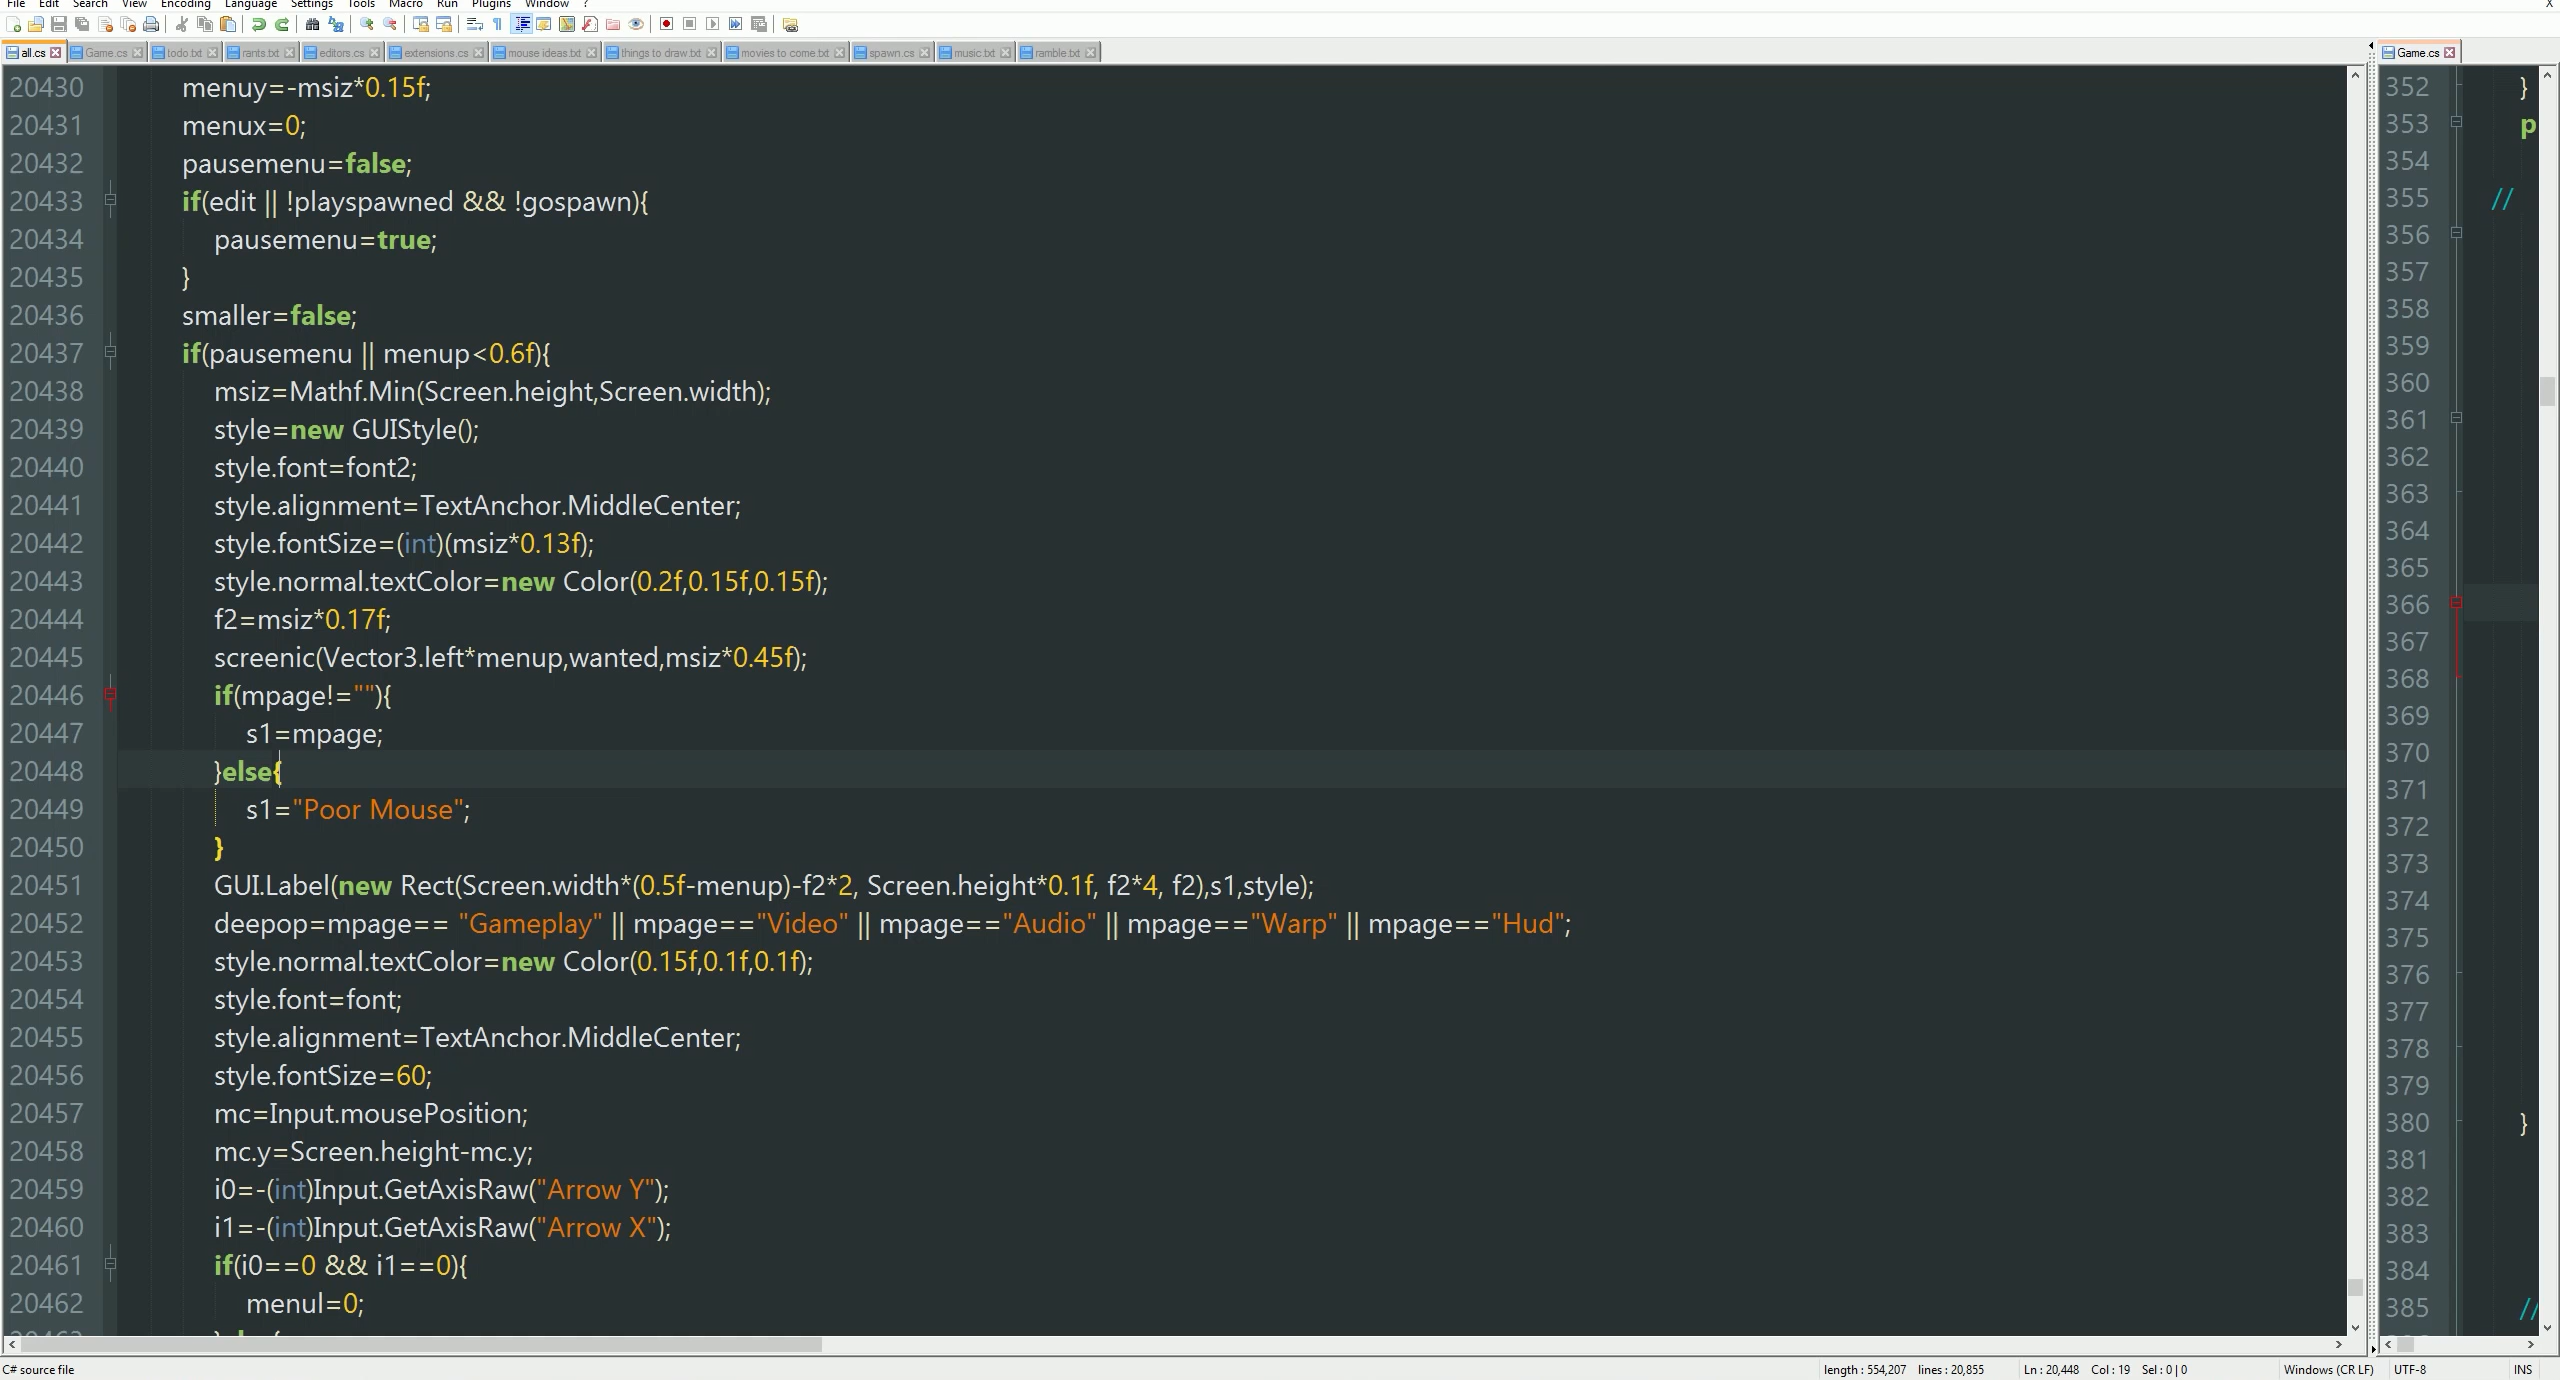 File Edit Search View Encoding Language Settings Tools Macro Run Plugins Window ? X
all.cs Game.cs todo.txt rants.txt editors.cs extensions.cs mouse ideas.txt things to draw.txt movies to come.txt spawn.cs music.txt ramble.txt
20430 menuy=-msiz*0.15f;
20431 menux=0;
20432 pausemenu=false;
20433 if(edit || !playspawned && !gospawn){
20434 pausemenu=true;
20435 }
20436 smaller=false;
20437 if(pausemenu || menup<0.6f){
20438 msiz=Mathf.Min(Screen.height,Screen.width);
20439 style=new GUIStyle();
20440 style.font=font2;
20441 style.alignment=TextAnchor.MiddleCenter;
20442 style.fontSize=(int)(msiz*0.13f);
20443 style.normal.textColor=new Color(0.2f,0.15f,0.15f);
20444 f2=msiz*0.17f;
20445 screenic(Vector3.left*menup,wanted,msiz*0.45f);
20446 if(mpage!=""){
20447 s1=mpage;
20448 }else{
20449 s1="Poor Mouse";
20450 }
20451 GUI.Label(new Rect(Screen.width*(0.5f-menup)-f2*2, Screen.height*0.1f, f2*4, f2),s1,style);
20452 deepop=mpage== "Gameplay" || mpage=="Video" || mpage=="Audio" || mpage=="Warp" || mpage=="Hud";
20453 style.normal.textColor=new Color(0.15f,0.1f,0.1f);
20454 style.font=font;
20455 style.alignment=TextAnchor.MiddleCenter;
20456 style.fontSize=60;
20457 mc=Input.mousePosition;
20458 mc.y=Screen.height-mc.y;
20459 i0=-(int)Input.GetAxisRaw("Arrow Y");
20460 i1=-(int)Input.GetAxisRaw("Arrow X");
20461 if(i0==0 && i1==0){
20462 menul=0;
Game.cs
352 }
353 p
354
355 //
356
357
358
359
360
361
362
363
364
365
366
367
368
369
370
371
372
373
374
375
376
377
378
379
380 }
381
382
383
384
385 //
C# source file length : 554,207 lines : 20,855 Ln : 20,448 Col : 19 Sel : 0 | 0 Windows (CR LF) UTF-8 INS